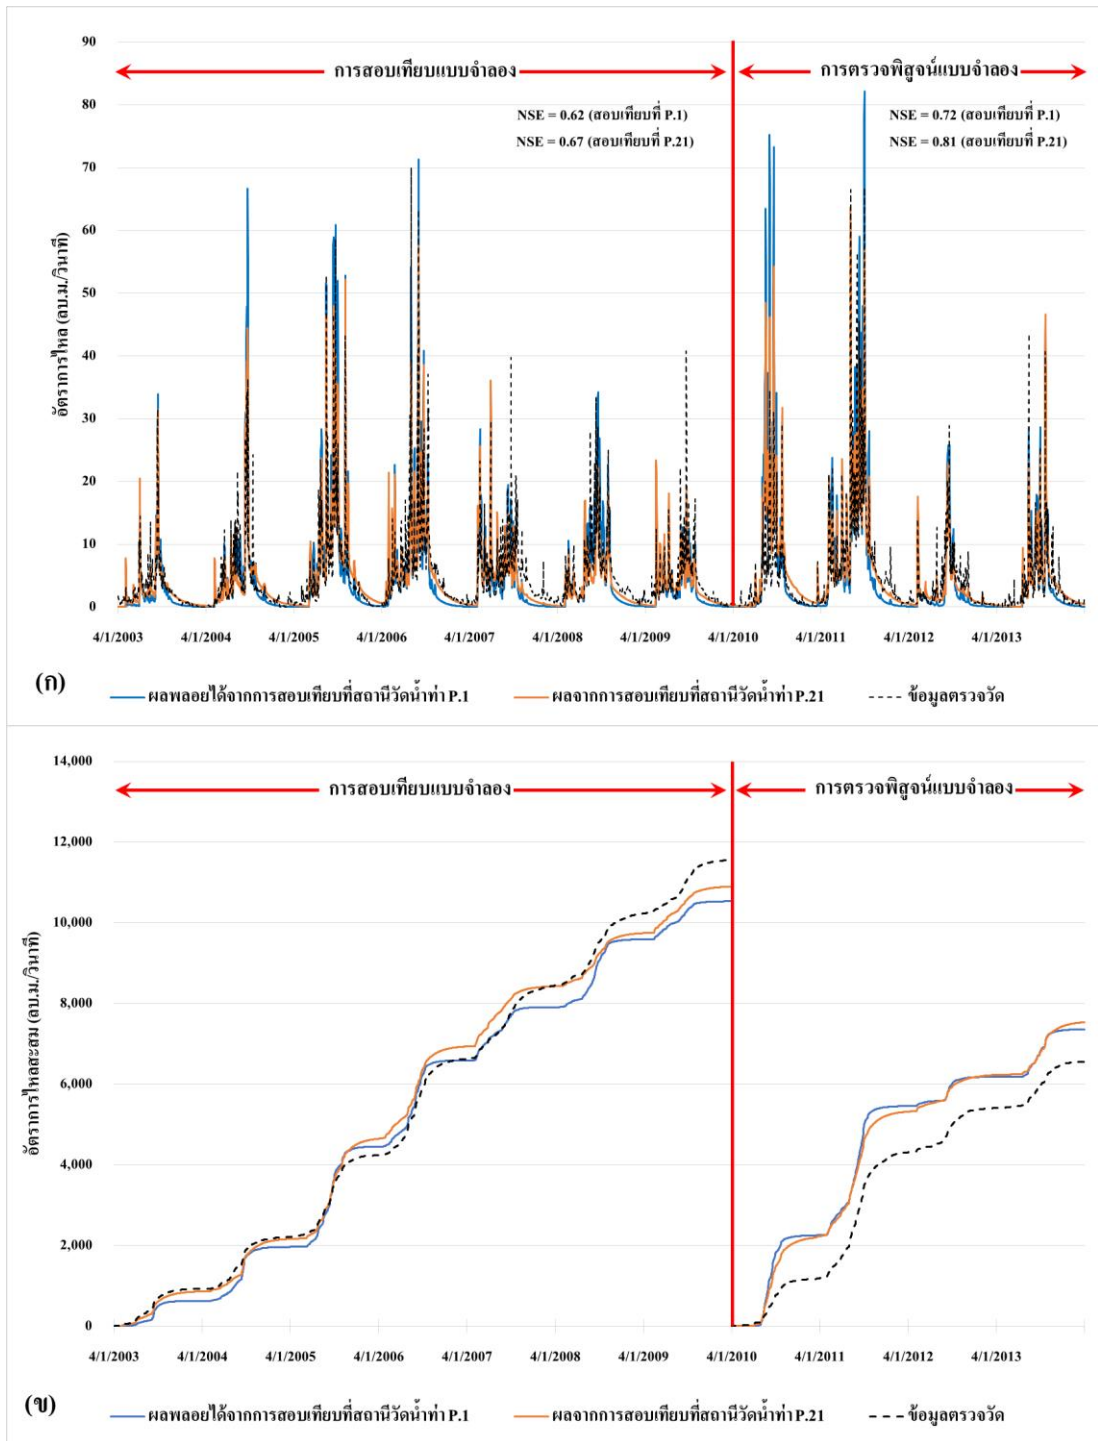 90
การสอบเทียบแบบจำลอง
การตรวจพิสูจน์แบบจำลอง
80
NSE = 0.62 (สอบเทียบที่ P.1)
NSE = 0.72 (สอบเทียบที่ P.1)
NSE = 0.67 (สอบเทียบที่ P.21)
NSE = 0.81 (สอบเทียบที่ P.21)
70
60
50
40
30
20
10
0
อัตราการไหล (ลบ.ม./วินาที)
4/1/2003 4/1/2004 4/1/2005 4/1/2006 4/1/2007 4/1/2008 4/1/2009 4/1/2010 4/1/2011 4/1/2012 4/1/2013
(ก)
ผลพลอยได้จากการสอบเทียบที่สถานีวัดน้ำท่า P.1 ผลจากการสอบเทียบที่สถานีวัดน้ำท่า P.21 ข้อมูลตรวจวัด
14,000
การสอบเทียบแบบจำลอง
การตรวจพิสูจน์แบบจำลอง
12,000
10,000
8,000
6,000
4,000
2,000
0
อัตราการไหลสะสม (ลบ.ม./วินาที)
4/1/2003 4/1/2004 4/1/2005 4/1/2006 4/1/2007 4/1/2008 4/1/2009 4/1/2010 4/1/2011 4/1/2012 4/1/2013
(ข)
ผลพลอยได้จากการสอบเทียบที่สถานีวัดน้ำท่า P.1 ผลจากการสอบเทียบที่สถานีวัดน้ำท่า P.21 ข้อมูลตรวจวัด